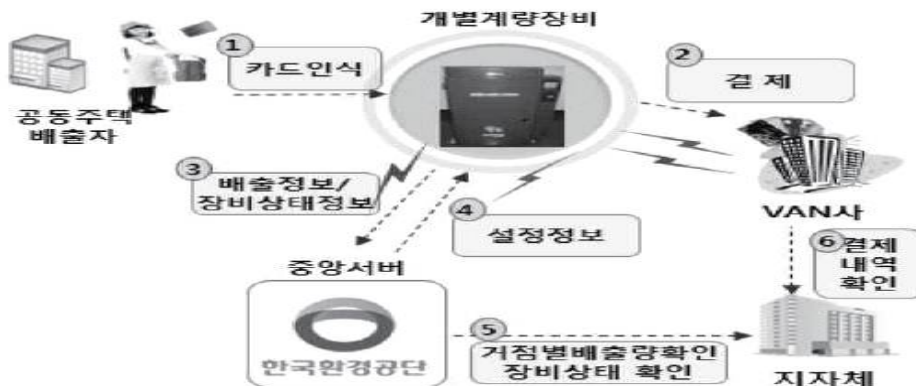 개별계량장비
① 카드인식
② 결 제
공동주택
배출자
③ 배출정보/
장비상태정보
④ 설정정보
VAN사
중앙서버
⑥ 결제
내역
확인
한국환경공단
⑤ 거점별배출량확인
장비상태 확인
지자체